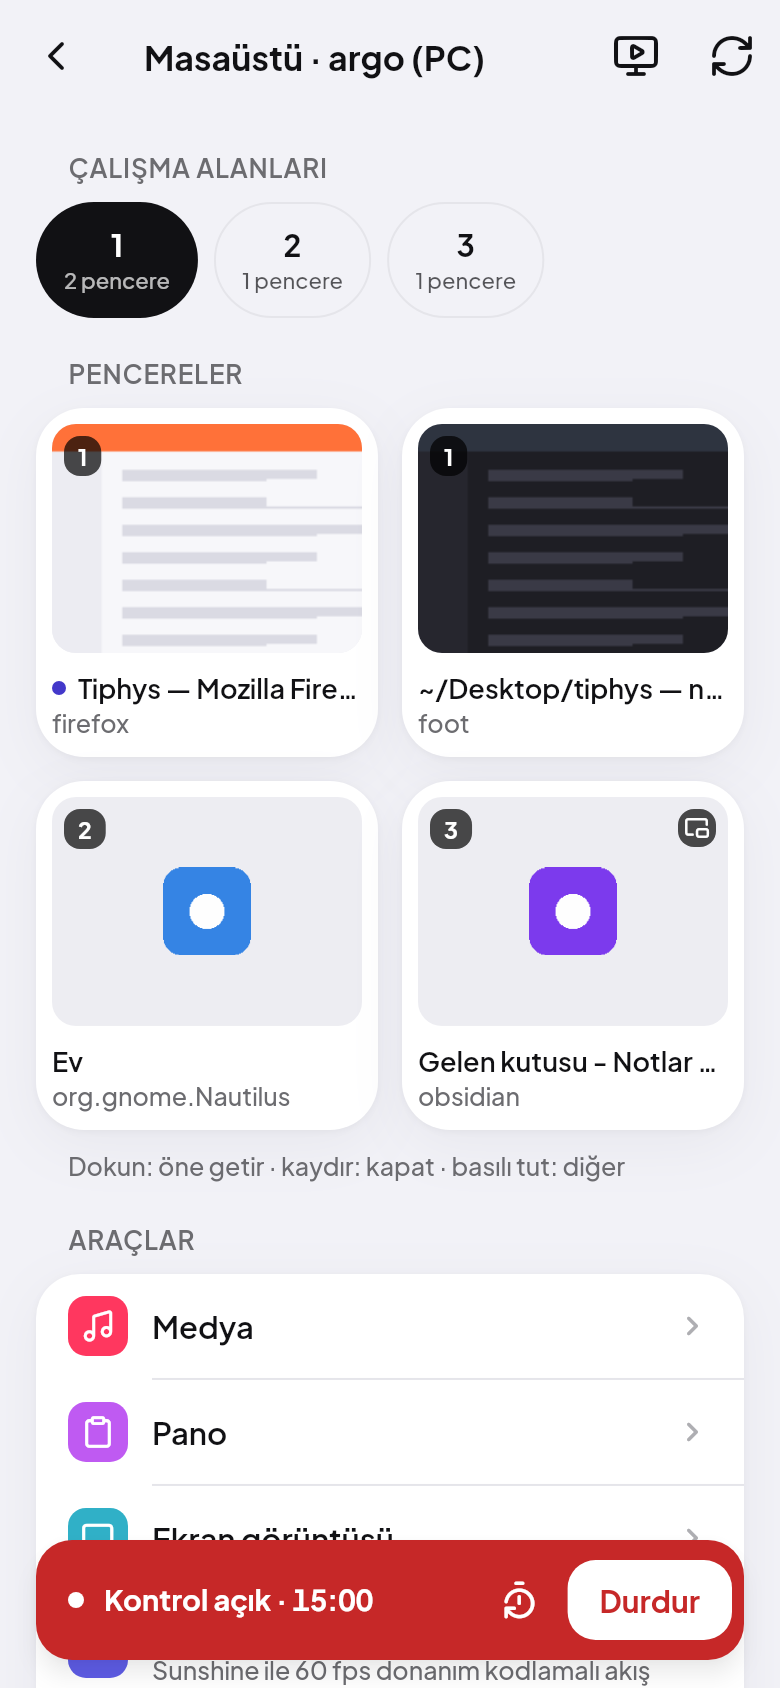 Masaüstü · argo (PC)
ÇALIŞMA ALANLARI
1
2 pencere
2
1 pencere
3
1 pencere
PENCERELER
1
Tiphys — Mozilla Fire...
firefox
1
~/Desktop/tiphys — n...
foot
2
Ev
org.gnome.Nautilus
3
Gelen kutusu - Notlar ...
obsidian
Dokun: öne getir · kaydır: kapat · basılı tut: diğer
ARAÇLAR
Medya
Pano
Ekran görüntüsü
Kontrol açık · 15:00
Durdur
Sunshine ile 60 fps donanım kodlamalı akış